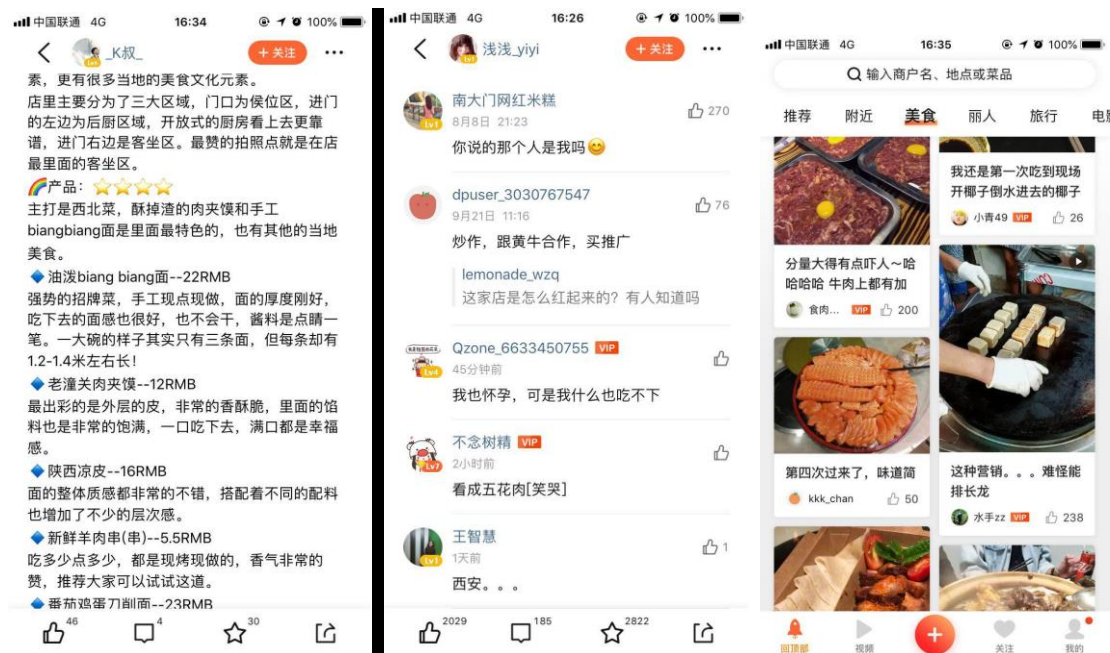 中国联通 4G 16:34 100%
_K叔_
Lv6
+ 关注
素，更有很多当地的美食文化元素。
店里主要分为了三大区域，门口为侯位区，进门
的左边为后厨区域，开放式的厨房看上去更靠
谱，进门右边是客坐区。最赞的拍照点就是在店
最里面的客坐区。
产品：
主打是西北菜，酥掉渣的肉夹馍和手工
biangbiang面是里面最特色的，也有其他的当地
美食。
油泼biang biang面--22RMB
强势的招牌菜，手工现点现做，面的厚度刚好，
吃下去的面感也很好，也不会干，酱料是点睛一
笔。一大碗的样子其实只有三条面，但每条却有
1.2-1.4米左右长！
老潼关肉夹馍--12RMB
最出彩的是外层的皮，非常的香酥脆，里面的馅
料也是非常的饱满，一口吃下去，满口都是幸福
感。
陕西凉皮--16RMB
面的整体质感都非常的不错，搭配着不同的配料
也增加了不少的层次感。
新鲜羊肉串(串)--5.5RMB
吃多少点多少，都是现烤现做的，香气非常的
赞，推荐大家可以试试这道。
番茄鸡蛋刀削面--23RMB
46 4 30
中国联通 4G 16:26 100%
浅浅_yiyi
+ 关注
南大门网红米糕
270
Lv1
8月8日 21:23
你说的那个人是我吗
dpuser_3030767547
76
9月21日 11:16
炒作，跟黄牛合作，买推广
lemonade_wzq
这家店是怎么红起来的？有人知道吗
Qzone_6633450755 VIP
Lv4
45分钟前
我也怀孕，可是我什么也吃不下
不念树精 VIP
Lv7
2小时前
看成五花肉[笑哭]
王智慧
1
Lv1
1天前
西安。。。
2029 185 2822
中国联通 4G 16:35 100%
输入商户名、地点或菜品
推荐 附近 美食 丽人 旅行 电影
分量大得有点吓人～哈
哈哈哈 牛肉上都有加
食肉... VIP 200
我还是第一次吃到现场
开椰子倒水进去的椰子
小青49 VIP 26
第四次过来了，味道简
kkk_chan 50
这种营销。。。难怪能
排长龙
水手zz VIP 238
回顶部 视频 + 关注 我的